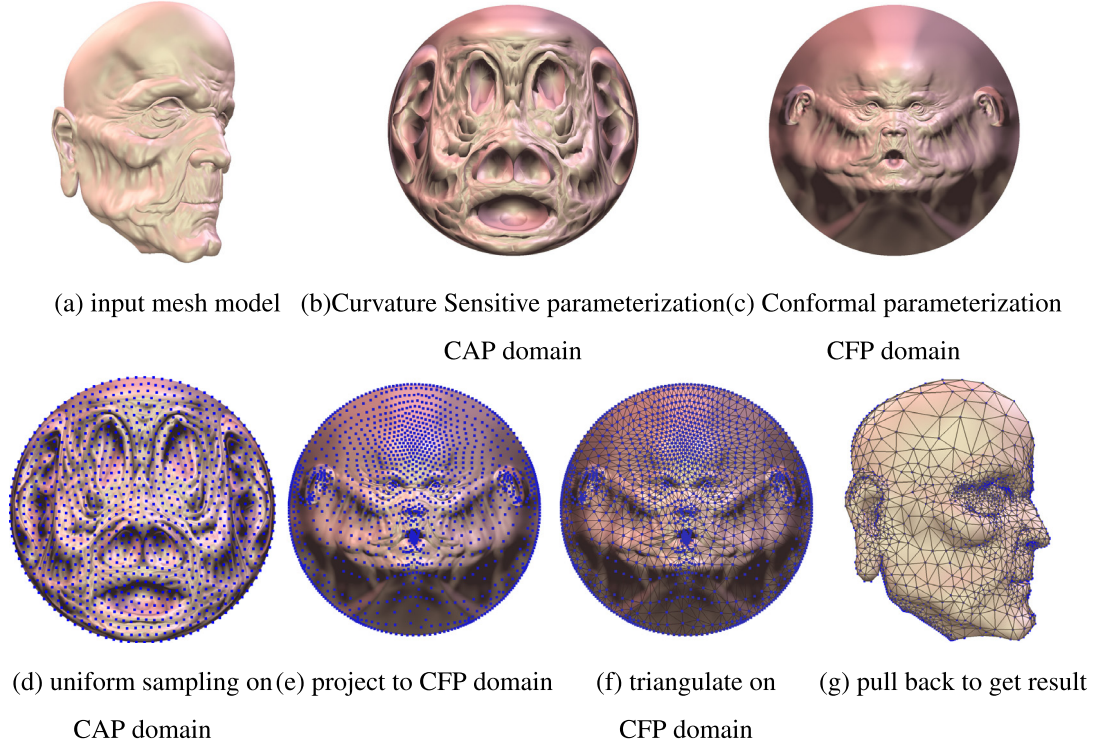 (a) input mesh model
(b)Curvature Sensitive parameterization
CAP domain
(c) Conformal parameterization
CFP domain
(d) uniform sampling on
CAP domain
(e) project to CFP domain
(f) triangulate on
CFP domain
(g) pull back to get result